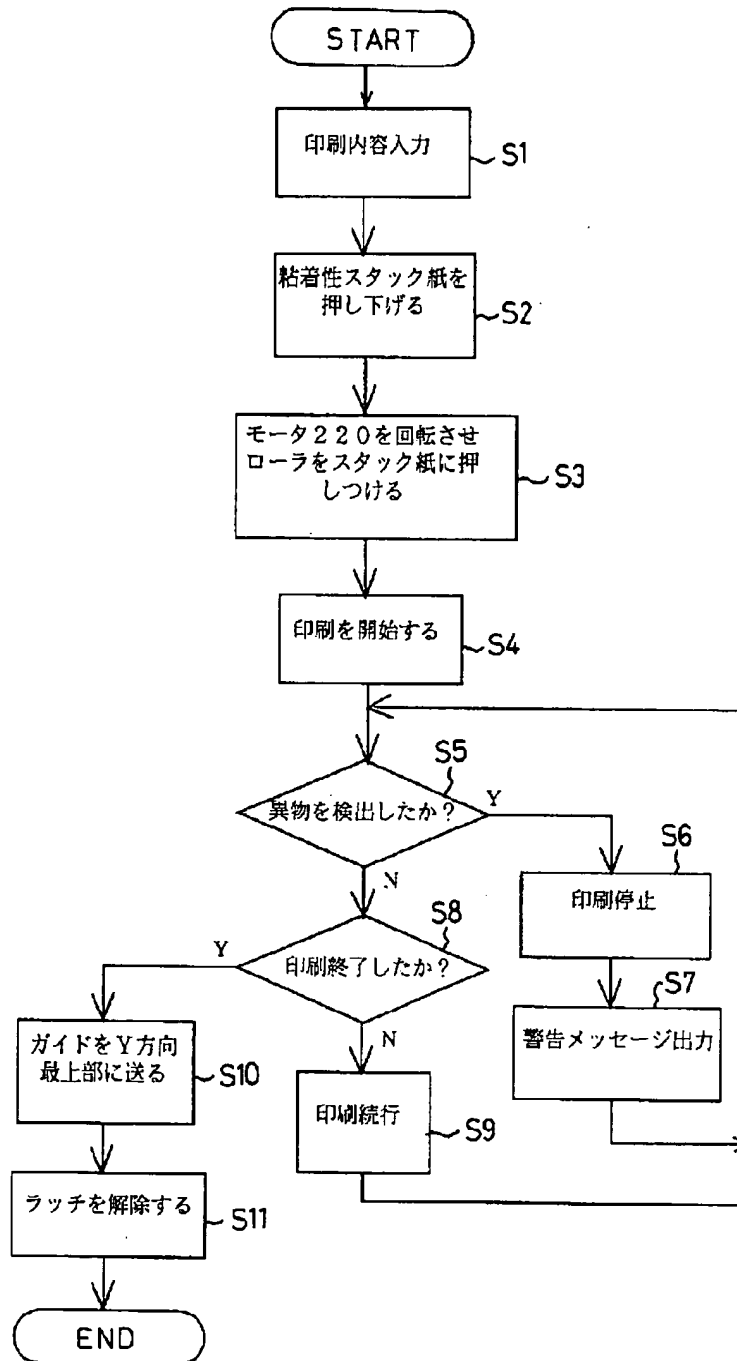 START
印刷内容入力
S1
粘着性スタック紙を
押し下げる
S2
モータ220を回転させ
ローラをスタック紙に押
しつける
S3
印刷を開始する
S4
S5
異物を検出したか?
Y
N
S6
印刷停止
S7
警告メッセージ出力
S8
印刷終了したか?
Y
N
印刷続行
S9
ガイドをY方向
最上部に送る
S10
ラッチを解除する
S11
END